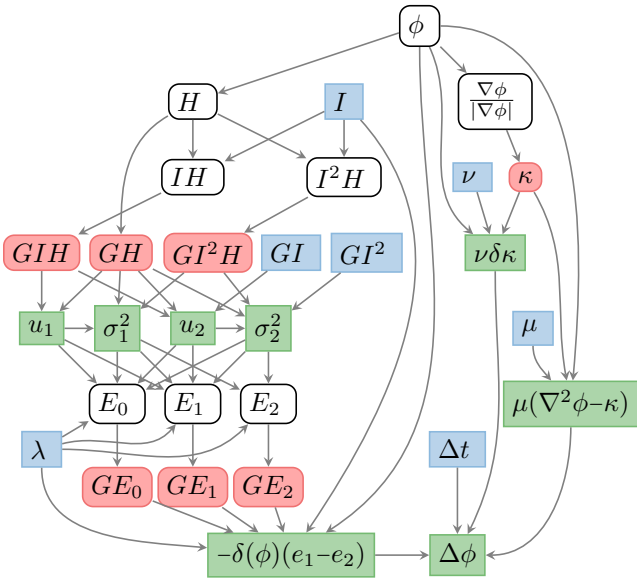 ϕ
H
I
∇ϕ
|∇ϕ|
IH
I²H
ν
κ
GIH
GH
GI²H
GI
GI²
νδκ
u₁
σ₁²
u₂
σ₂²
μ
E₀
E₁
E₂
μ(∇²ϕ–κ)
λ
Δt
GE₀
GE₁
GE₂
–δ(ϕ)(e₁–e₂)
Δϕ